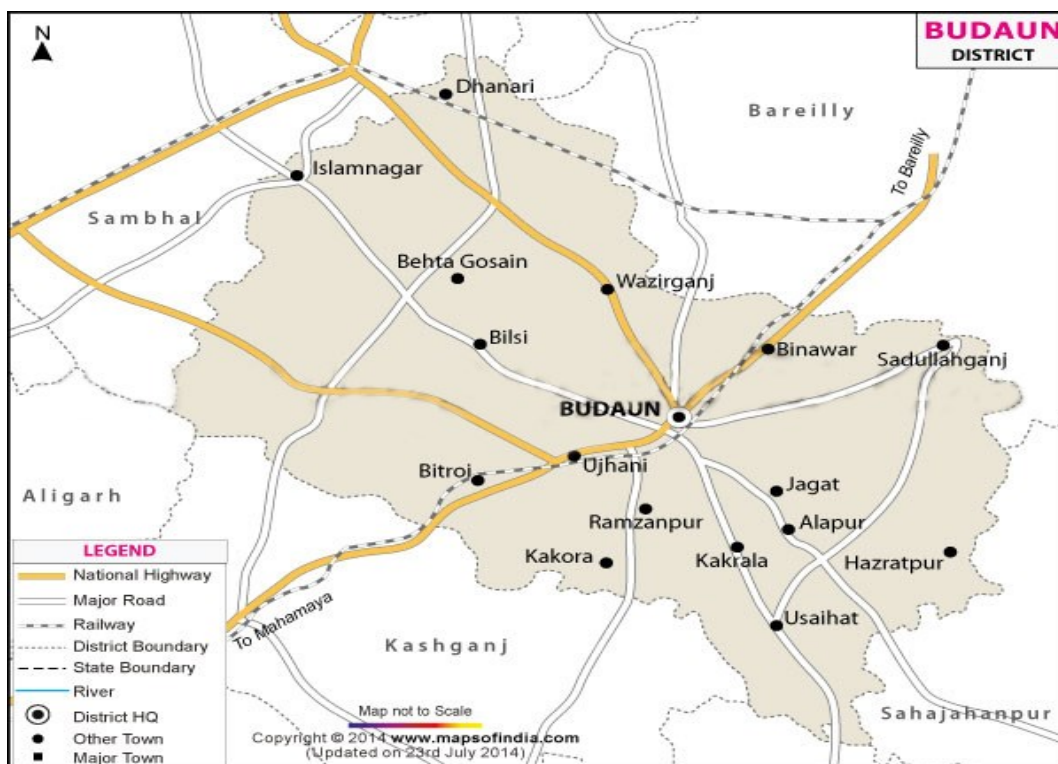 N
BUDAUN
DISTRICT
Dhanari
Bareilly
To Bareilly
Islamnagar
Sambhal
Behta Gosain
Wazirganj
Bilsi
Binawar
Sadullahganj
BUDAUN
Ujhani
Bitroi
Aligarh
Jagat
Ramzanpur
Alapur
Kakora
Kakrala
Hazratpur
Usaihat
To Mahamaya
Kashganj
Sahajahanpur
LEGEND
National Highway
Major Road
Railway
District Boundary
State Boundary
River
District HQ
Other Town
Major Town
Map not to Scale
Copyright © 2014 www.mapsofindia.com
(Updated on 23rd July 2014)